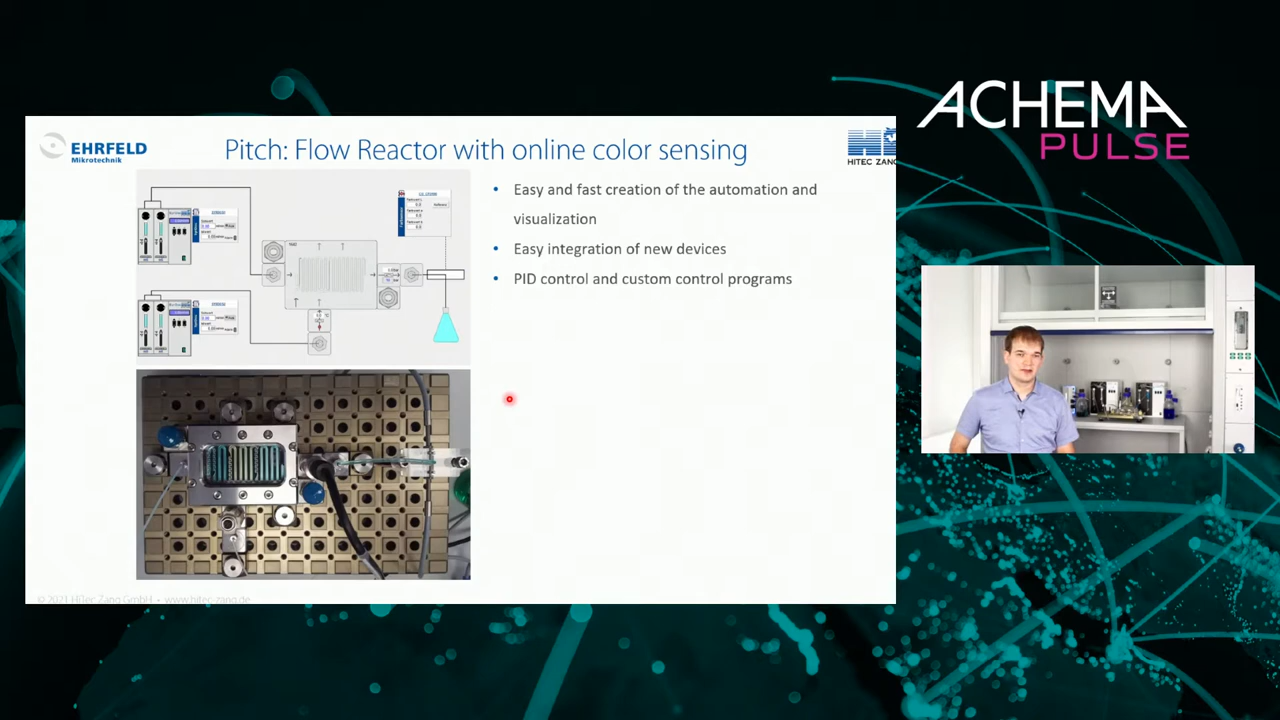 ACHEMA
PULSE
EHRFELD
Mikrotechnik
Pitch: Flow Reactor with online color sensing
HITEC ZANG
• Easy and fast creation of the automation and
visualization
• Easy integration of new devices
• PID control and custom control programs
© 2021 HiTec Zang GmbH • www.hitec-zang.de